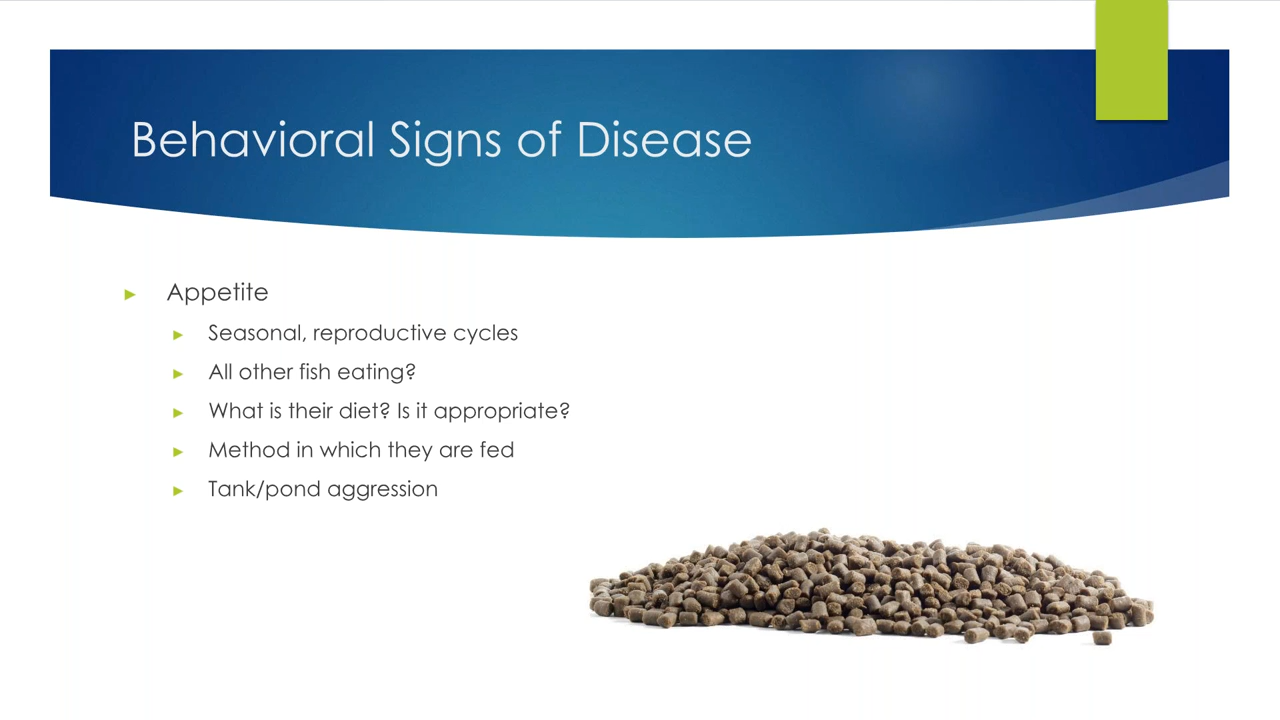 Behavioral Signs of Disease
Appetite
Seasonal, reproductive cycles
All other fish eating?
What is their diet? Is it appropriate?
Method in which they are fed
Tank/pond aggression